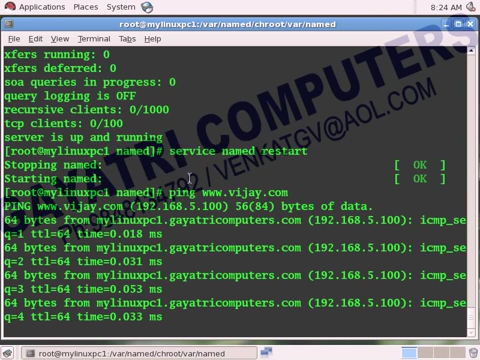 Applications Places System
8:24 AM
root@mylinuxpc1:/var/named/chroot/var/named
File Edit View Terminal Tabs Help
xfers running: 0
xfers deferred: 0
soa queries in progress: 0
query logging is OFF
recursive clients: 0/1000
tcp clients: 0/100
server is up and running
[root@mylinuxpc1 named]# service named restart
Stopping named: [ OK ]
Starting named: [ OK ]
[root@mylinuxpc1 named]# ping www.vijay.com
PING www.vijay.com (192.168.5.100) 56(84) bytes of data.
64 bytes from mylinuxpc1.gayatricomputers.com (192.168.5.100): icmp_se
q=1 ttl=64 time=0.018 ms
64 bytes from mylinuxpc1.gayatricomputers.com (192.168.5.100): icmp_se
q=2 ttl=64 time=0.031 ms
64 bytes from mylinuxpc1.gayatricomputers.com (192.168.5.100): icmp_se
q=3 ttl=64 time=0.053 ms
64 bytes from mylinuxpc1.gayatricomputers.com (192.168.5.100): icmp_se
q=4 ttl=64 time=0.033 ms
GAYATRI COMPUTERS
VENKATGV@AOL.COM
root@mylinuxpc1:/var/named/chroot/var/named